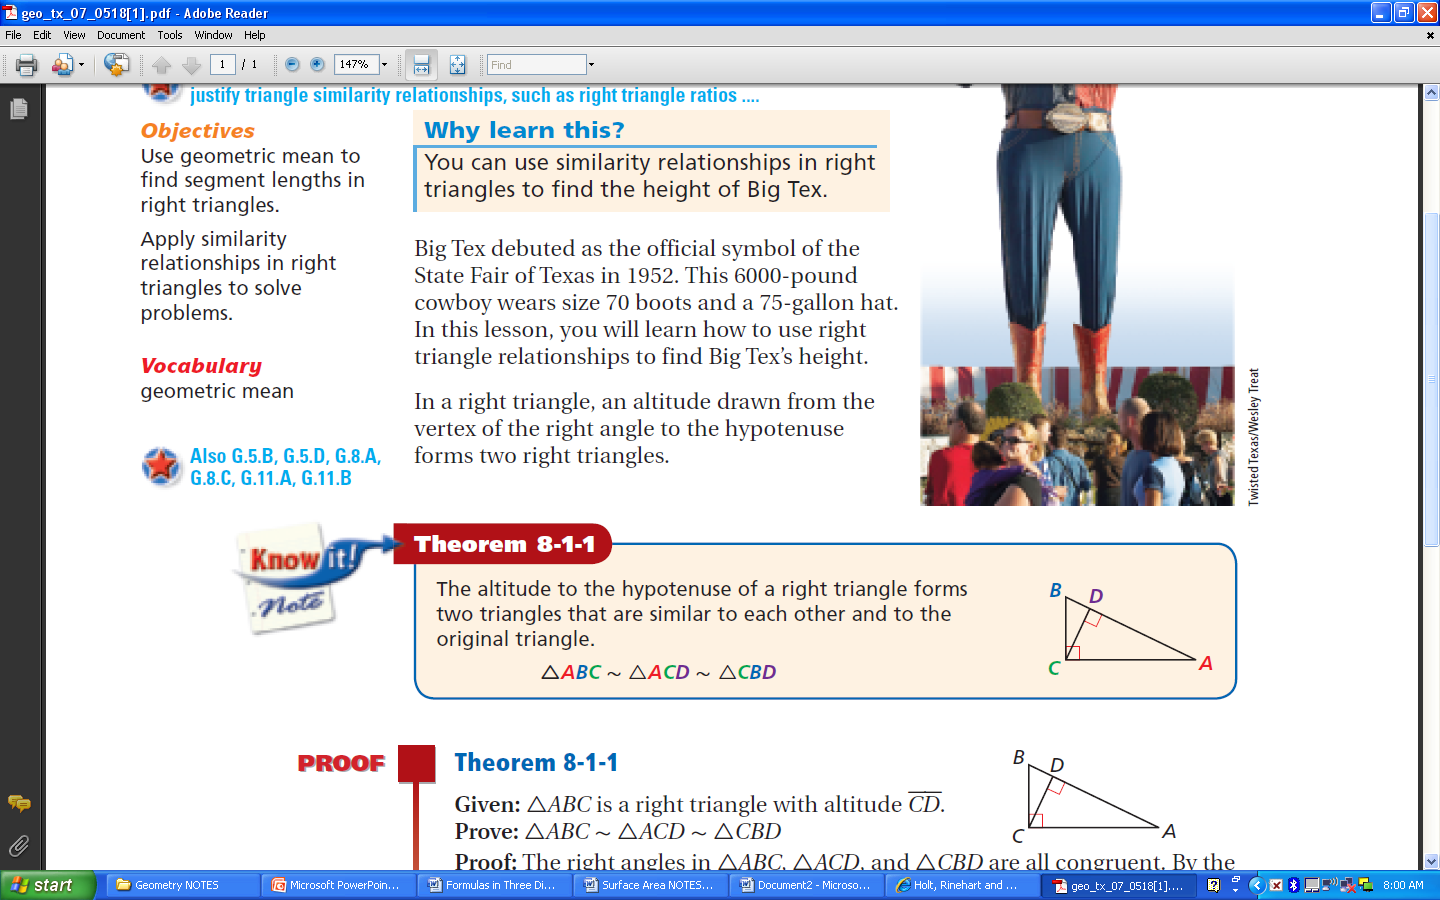 geo_tx_07_0518[1].pdf - Adobe Reader
File Edit View Document Tools Window Help
1 / 1 147% Find
justify triangle similarity relationships, such as right triangle ratios ....
Objectives
Use geometric mean to
find segment lengths in
right triangles.
Apply similarity
relationships in right
triangles to solve
problems.
Vocabulary
geometric mean
Also G.5.B, G.5.D, G.8.A,
G.8.C, G.11.A, G.11.B
Why learn this?
You can use similarity relationships in right
triangles to find the height of Big Tex.
Big Tex debuted as the official symbol of the
State Fair of Texas in 1952. This 6000-pound
cowboy wears size 70 boots and a 75-gallon hat.
In this lesson, you will learn how to use right
triangle relationships to find Big Tex's height.
In a right triangle, an altitude drawn from the
vertex of the right angle to the hypotenuse
forms two right triangles.
Twisted Texas/Wesley Treat
Know it!
Note
Theorem 8-1-1
The altitude to the hypotenuse of a right triangle forms
two triangles that are similar to each other and to the
original triangle.
△ABC ~ △ACD ~ △CBD
B D
C A
PROOF
Theorem 8-1-1
Given: △ABC is a right triangle with altitude C̅D̅.
Prove: △ABC ~ △ACD ~ △CBD
Proof: The right angles in △ABC, △ACD, and △CBD are all congruent. By the
B D
C A
start
Geometry NOTES
Microsoft PowerPoin...
Formulas in Three Di...
Surface Area NOTES...
Document2 - Microso...
Holt, Rinehart and ...
geo_tx_07_0518[1]....
8:00 AM